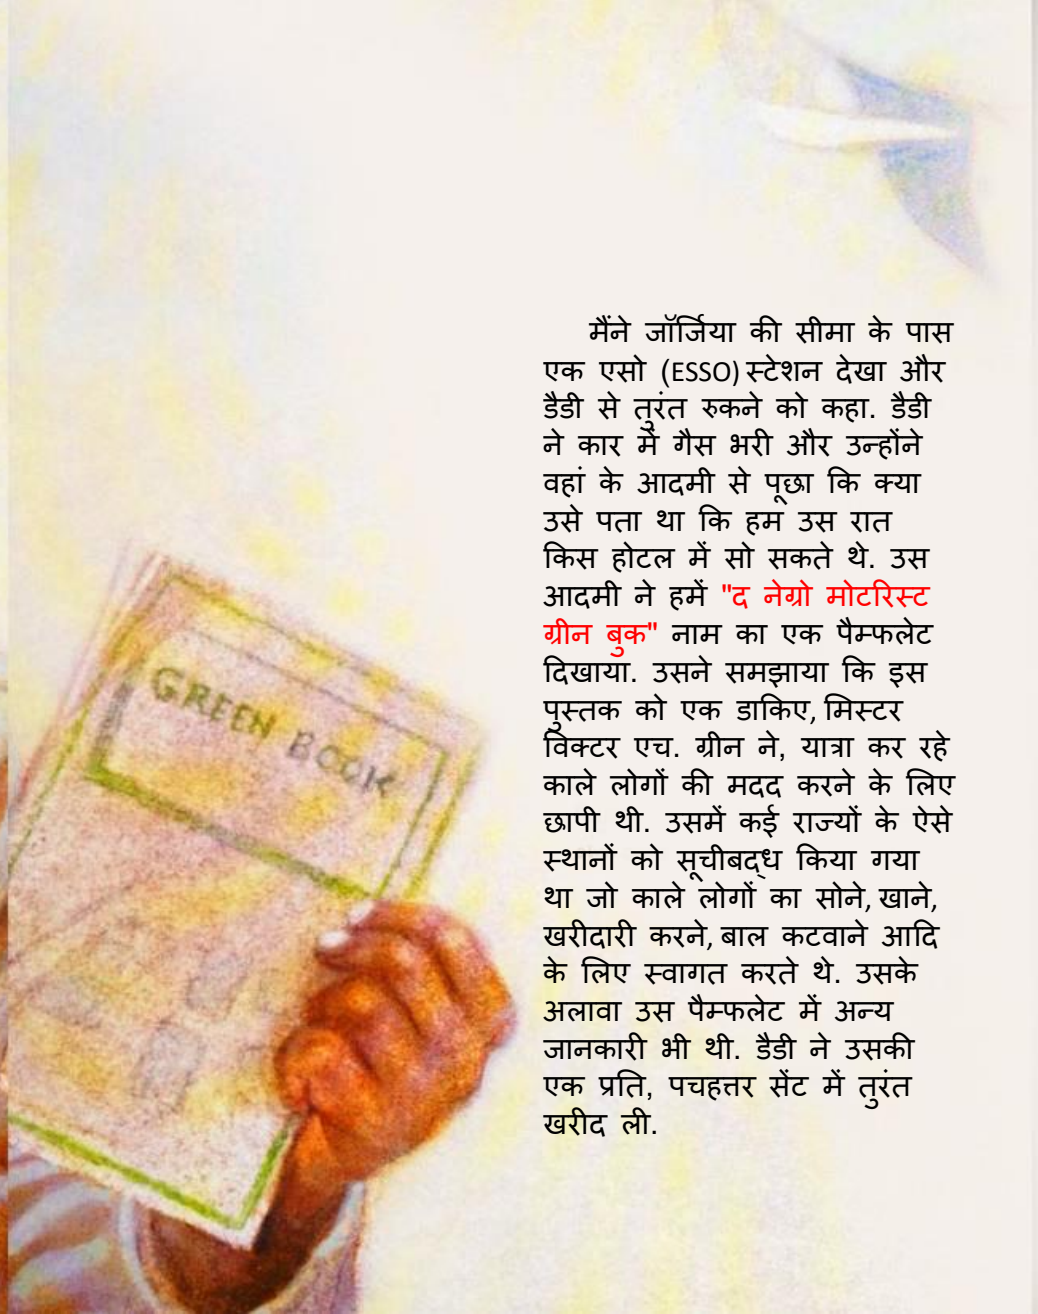 GREEN BOOK
मैंने जॉर्जिया की सीमा के पास
एक एसो (ESSO) स्टेशन देखा और
डैडी से तुरंत रुकने को कहा. डैडी
ने कार में गैस भरी और उन्होंने
वहां के आदमी से पूछा कि क्या
उसे पता था कि हम उस रात
किस होटल में सो सकते थे. उस
आदमी ने हमें "द नेग्रो मोटरिस्ट
ग्रीन बुक" नाम का एक पैम्फलेट
दिखाया. उसने समझाया कि इस
पुस्तक को एक डाकिए, मिस्टर
विक्टर एच. ग्रीन ने, यात्रा कर रहे
काले लोगों की मदद करने के लिए
छापी थी. उसमें कई राज्यों के ऐसे
स्थानों को सूचीबद्ध किया गया
था जो काले लोगों का सोने, खाने,
खरीदारी करने, बाल कटवाने आदि
के लिए स्वागत करते थे. उसके
अलावा उस पैम्फलेट में अन्य
जानकारी भी थी. डैडी ने उसकी
एक प्रति, पचहत्तर सेंट में तुरंत
खरीद ली.